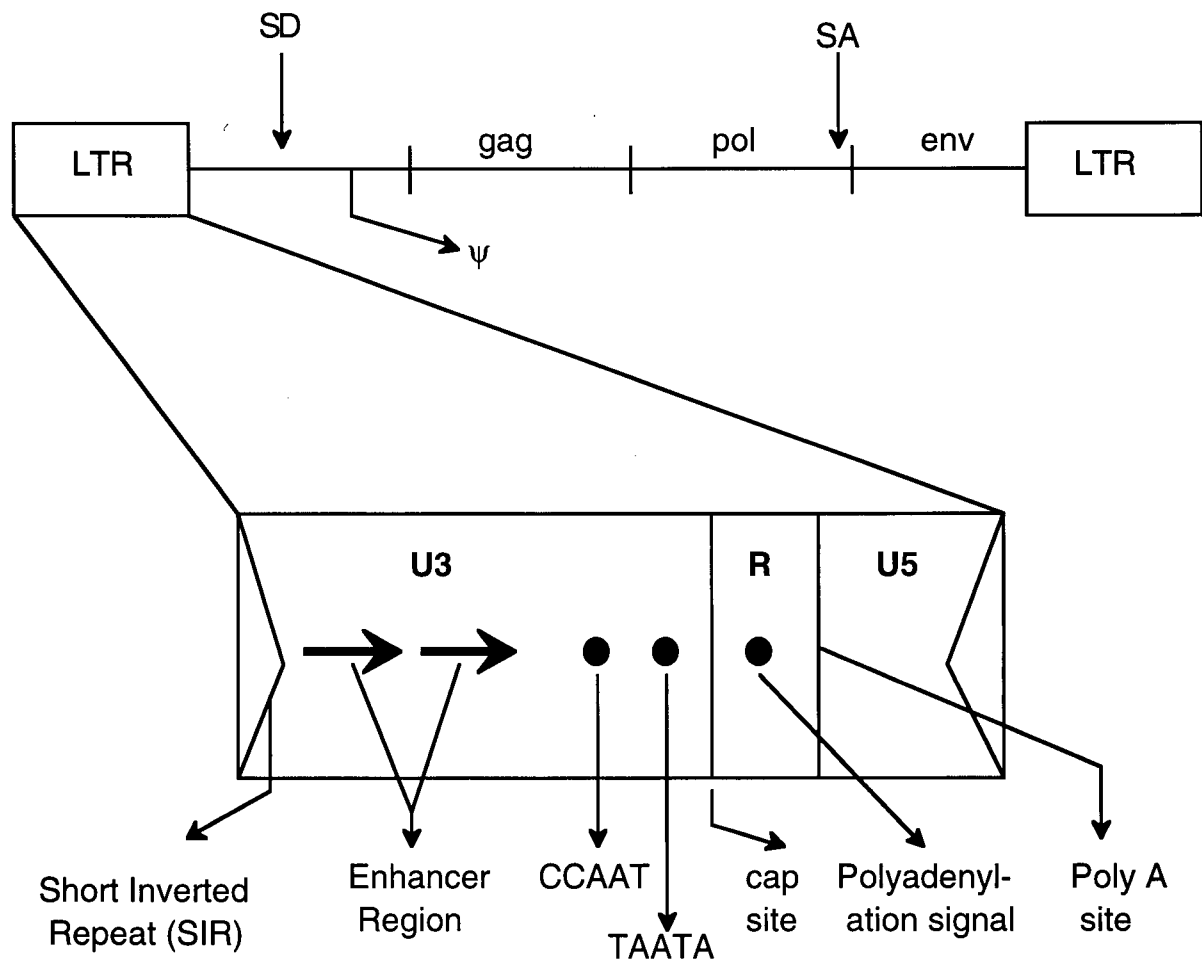 SD
SA
LTR
gag
pol
env
LTR
ψ
U3
R
U5
Short Inverted
Repeat (SIR)
Enhancer
Region
CCAAT
TAATA
cap
site
Polyadenyl-
ation signal
Poly A
site